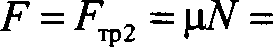 F = Fтр2 = μN =